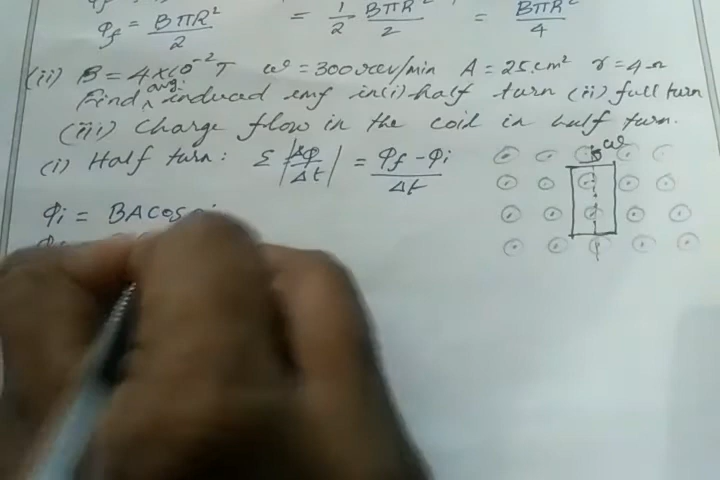 φf = BπR² / 2 = 1/2 BπR² / 2 = BπR² / 4
(ii) B = 4×10⁻² T ω = 300 rev/min A = 25 cm² r = 4 Ω
Find avg. induced emf in (i) half turn (ii) full turn
(iii) Charge flow in the coil in half turn.
(i) Half turn: ε |Δφ/Δt| = φf - φi / Δt
ω
φi = BA cos